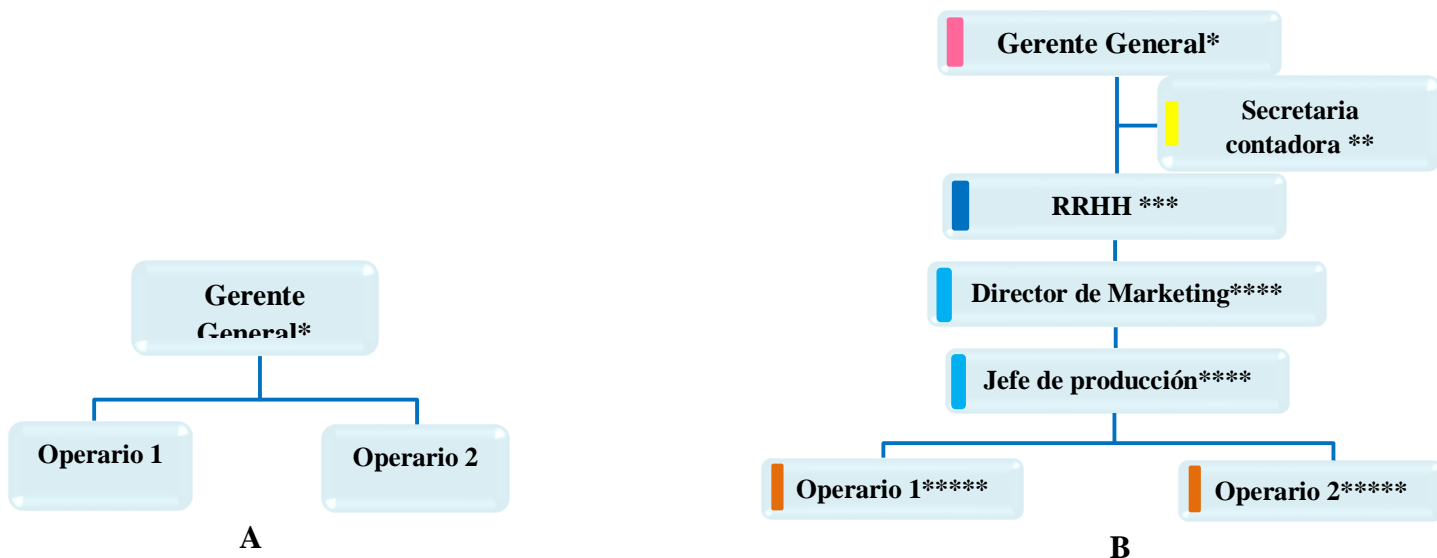 Gerente
General*
Operario 1
Operario 2
A
Gerente General*
Secretaria
contadora **
RRHH ***
Director de Marketing****
Jefe de producción****
Operario 1*****
Operario 2*****
B